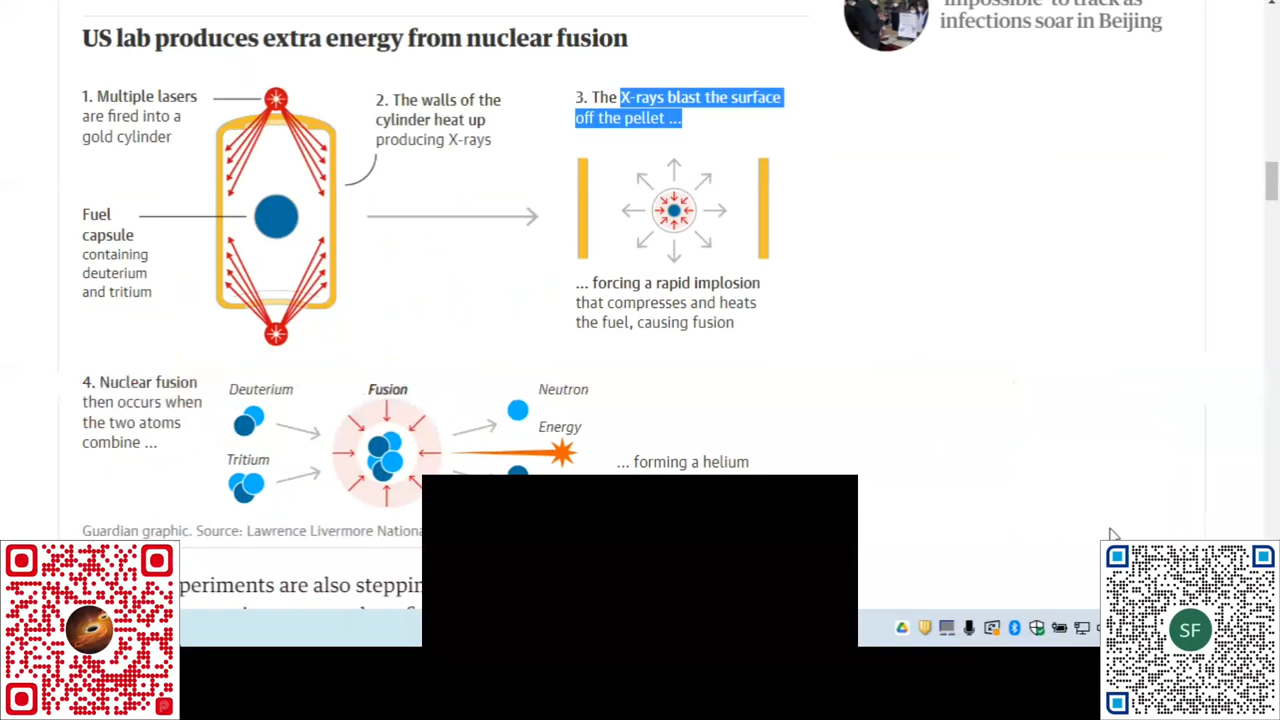 impossible' to track as
infections soar in Beijing
US lab produces extra energy from nuclear fusion
1. Multiple lasers
are fired into a
gold cylinder
2. The walls of the
cylinder heat up
producing X-rays
3. The X-rays blast the surface
off the pellet ...
Fuel
capsule
containing
deuterium
and tritium
... forcing a rapid implosion
that compresses and heats
the fuel, causing fusion
4. Nuclear fusion
then occurs when
the two atoms
combine ...
Deuterium
Tritium
Fusion
Neutron
Energy
... forming a helium
Guardian graphic. Source: Lawrence Livermore
are also
SF